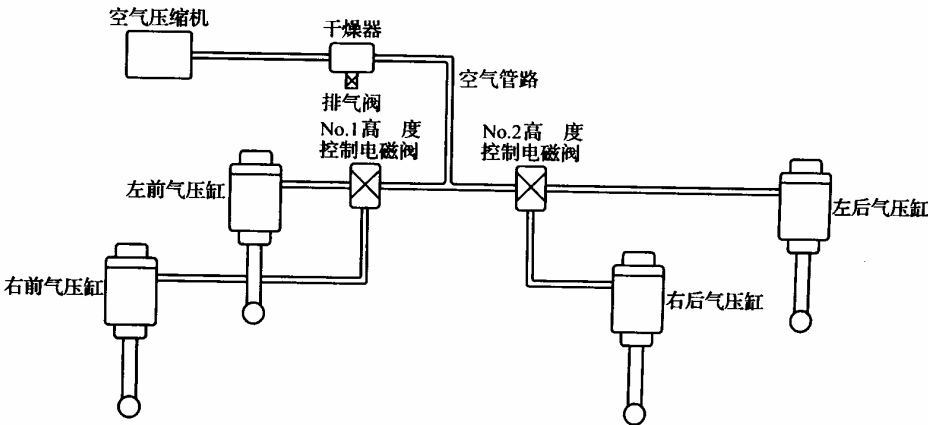 空气压缩机
干燥器
空气管路
排气阀
No.1高 度
控制电磁阀
No.2高 度
控制电磁阀
左前气压缸
左后气压缸
右前气压缸
右后气压缸